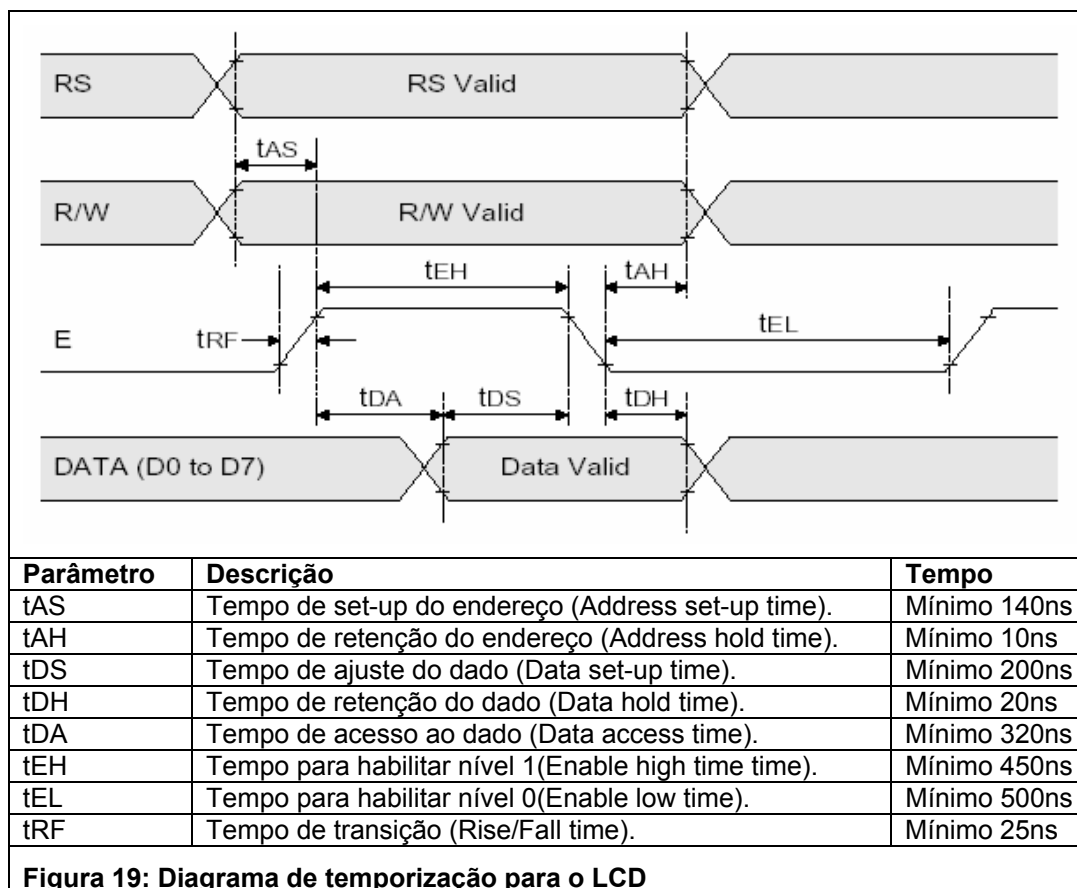 RS
RS Valid
tAS
R/W
R/W Valid
tEH
tAH
E
tRF
tEL
tDA
tDS
tDH
DATA (D0 to D7)
Data Valid
Parâmetro Descrição Tempo
tAS Tempo de set-up do endereço (Address set-up time). Mínimo 140ns
tAH Tempo de retenção do endereço (Address hold time). Mínimo 10ns
tDS Tempo de ajuste do dado (Data set-up time). Mínimo 200ns
tDH Tempo de retenção do dado (Data hold time). Mínimo 20ns
tDA Tempo de acesso ao dado (Data access time). Mínimo 320ns
tEH Tempo para habilitar nível 1(Enable high time time). Mínimo 450ns
tEL Tempo para habilitar nível 0(Enable low time). Mínimo 500ns
tRF Tempo de transição (Rise/Fall time). Mínimo 25ns
Figura 19: Diagrama de temporização para o LCD